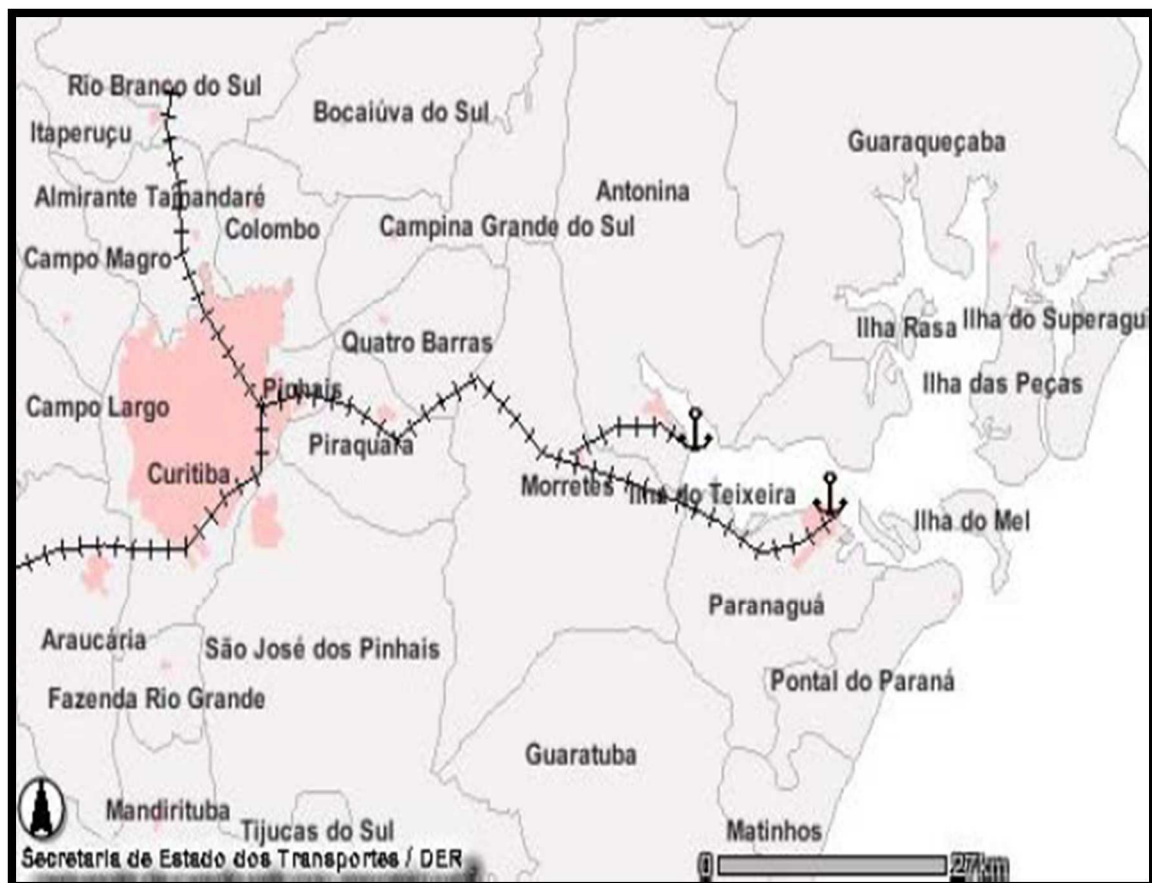 Rio Branco do Sul
Bocaiúva do Sul
Itaperuçu
Guaraqueçaba
Almirante Tamandaré
Antonina
Colombo
Campina Grande do Sul
Campo Magro
Ilha Rasa
Ilha do Superagui
Quatro Barras
Pinhais
Ilha das Peças
Campo Largo
Piraquara
Curitiba
Morretes
Ilha do Teixeira
Ilha do Mel
Paranaguá
Araucária
São José dos Pinhais
Pontal do Paraná
Fazenda Rio Grande
Guaratuba
Mandirituba
Tijucas do Sul
Matinhos
Secretaria de Estado dos Transportes / DER
0 27km